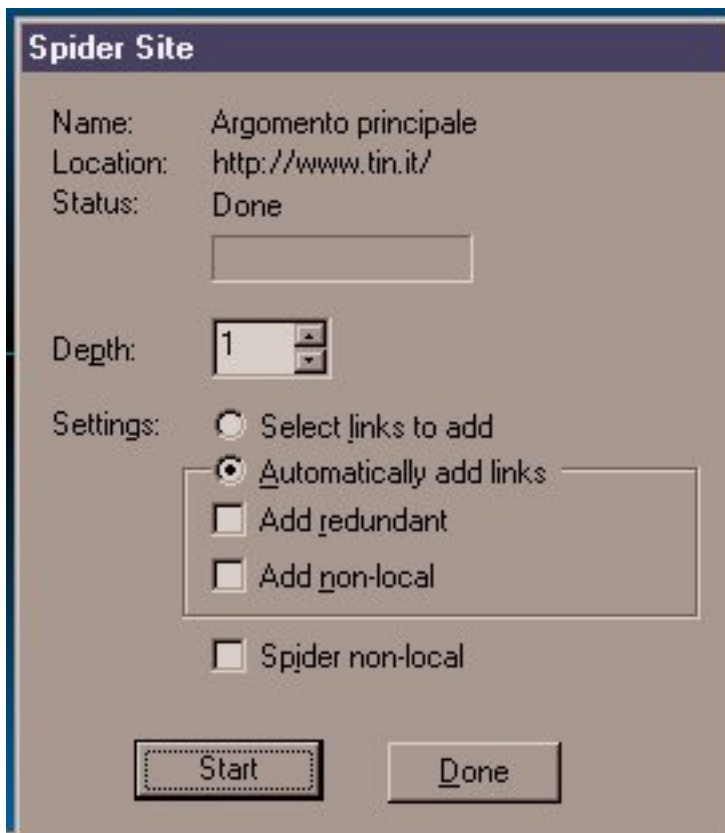 Spider Site
Name: Argomento principale
Location: http://www.tin.it/
Status: Done
Depth: 1
Settings: Select links to add
Automatically add links
Add redundant
Add non-local
Spider non-local
Start Done